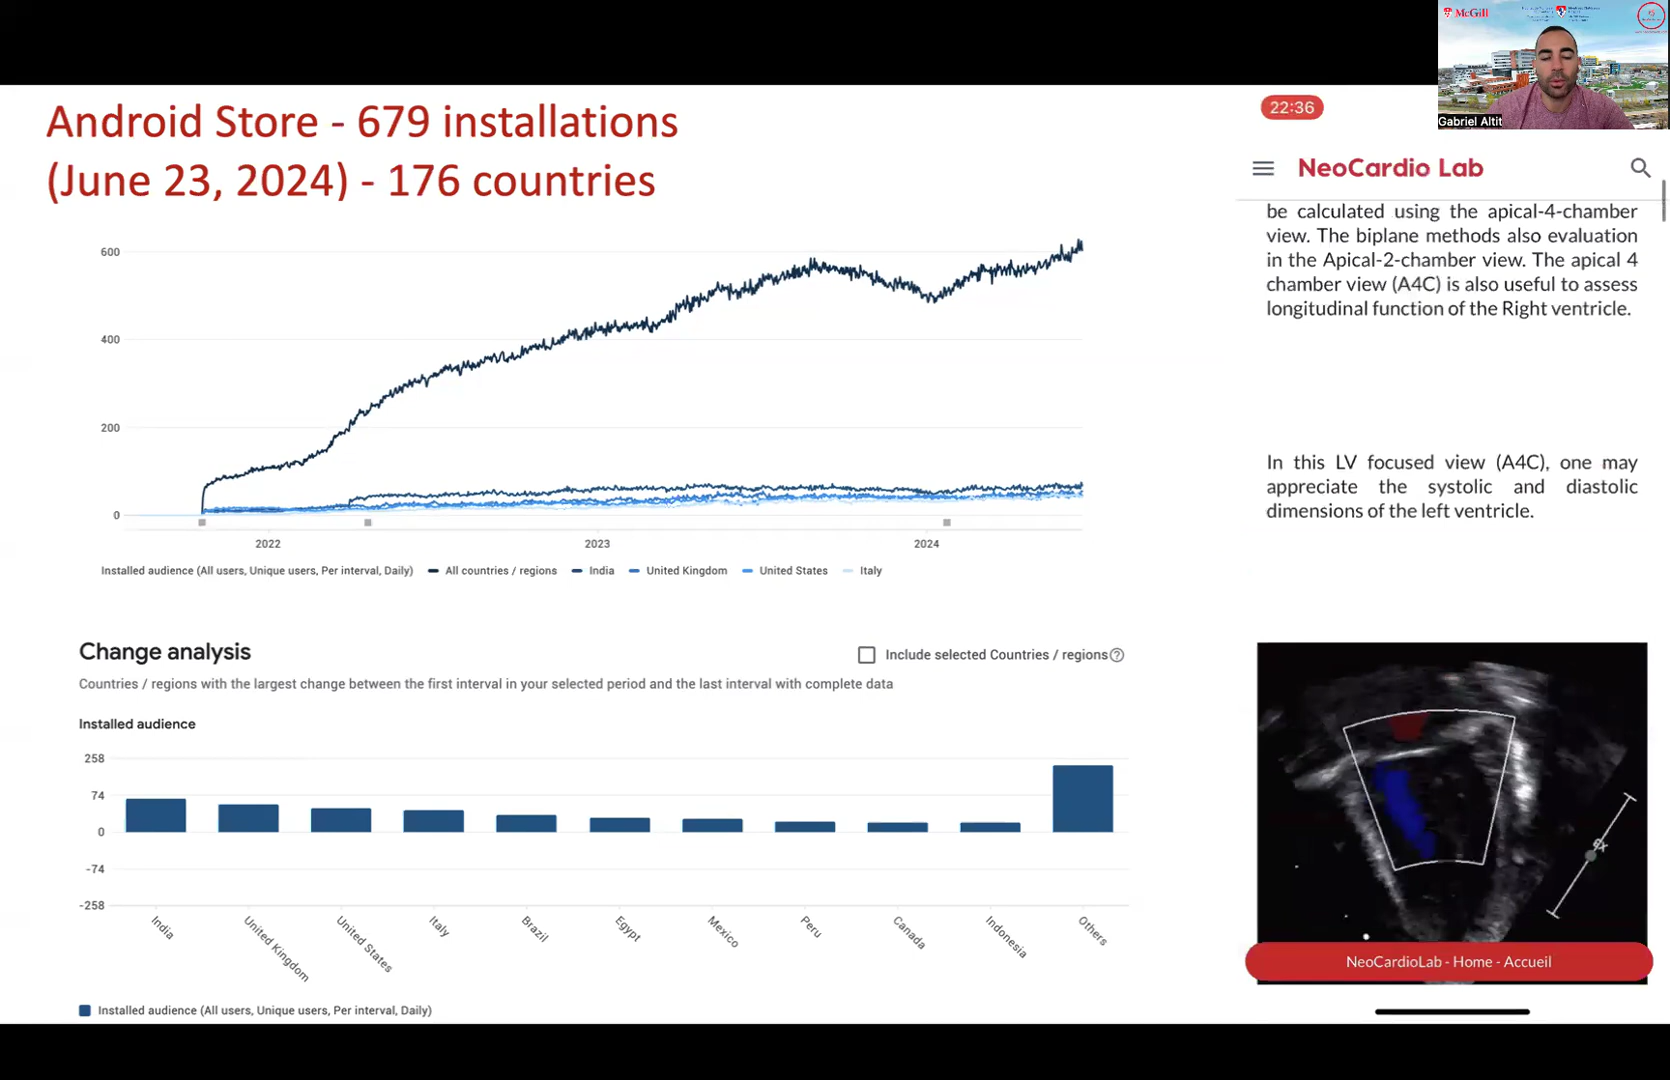 Android Store - 679 installations
(June 23, 2024) - 176 countries
600
400
200
0
2022
2023
2024
Installed audience (All users, Unique users, Per interval, Daily)
All countries / regions
India
United Kingdom
United States
Italy
Change analysis
Include selected Countries / regions
Countries / regions with the largest change between the first interval in your selected period and the last interval with complete data
Installed audience
258
74
0
-74
-258
India
United Kingdom
United States
Italy
Brazil
Egypt
Mexico
Peru
Canada
Indonesia
Others
Installed audience (All users, Unique users, Per interval, Daily)
McGill
Gabriel Altit
22:36
NeoCardio Lab
be calculated using the apical-4-chamber
view. The biplane methods also evaluation
in the Apical-2-chamber view. The apical 4
chamber view (A4C) is also useful to assess
longitudinal function of the Right ventricle.
In this LV focused view (A4C), one may
appreciate the systolic and diastolic
dimensions of the left ventricle.
NeoCardioLab - Home - Accueil